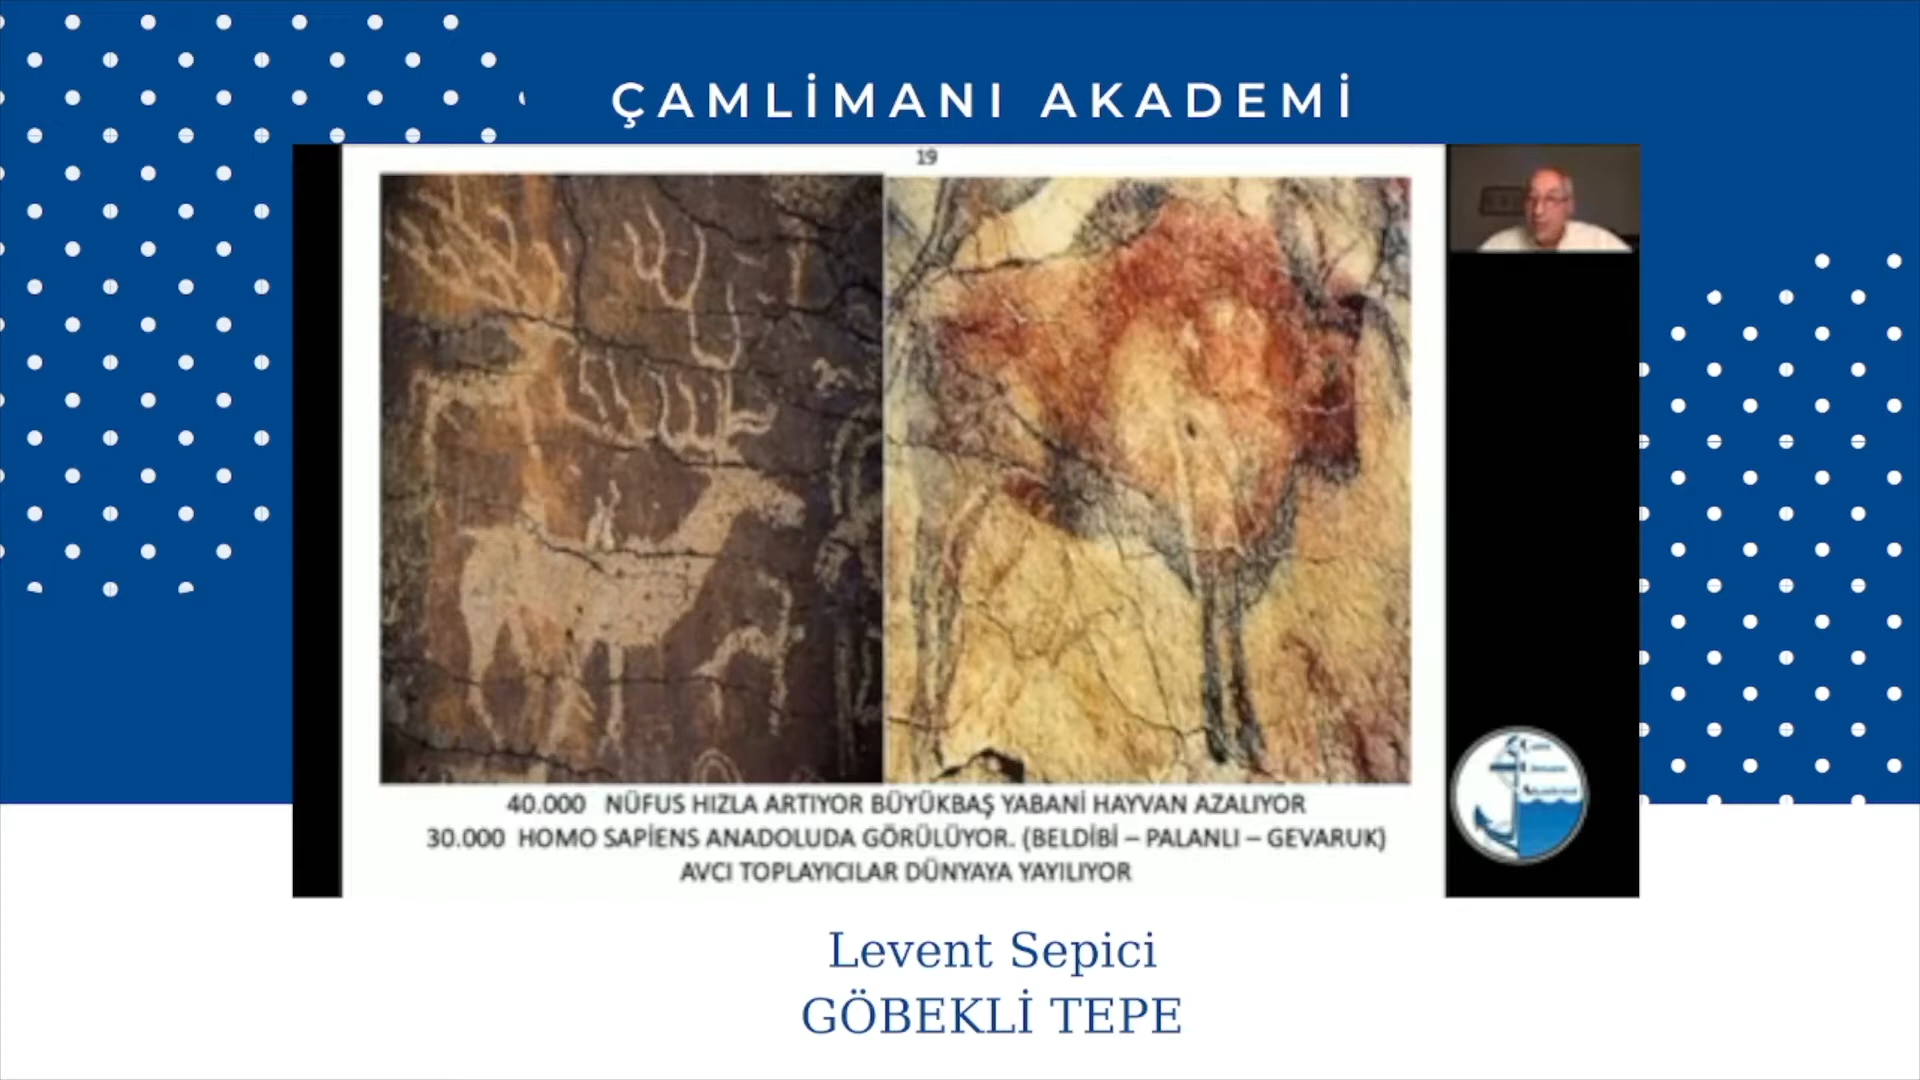 ÇAMLİMANI AKADEMİ
19
40.000 NÜFUS HIZLA ARTIYOR BÜYÜKBAŞ YABANİ HAYVAN AZALIYOR
30.000 HOMO SAPİENS ANADOLUDA GÖRÜLÜYOR. (BELDİBİ – PALANLI – GEVARUK)
AVCI TOPLAYICILAR DÜNYAYA YAYILIYOR
Levent Sepici
GÖBEKLİ TEPE